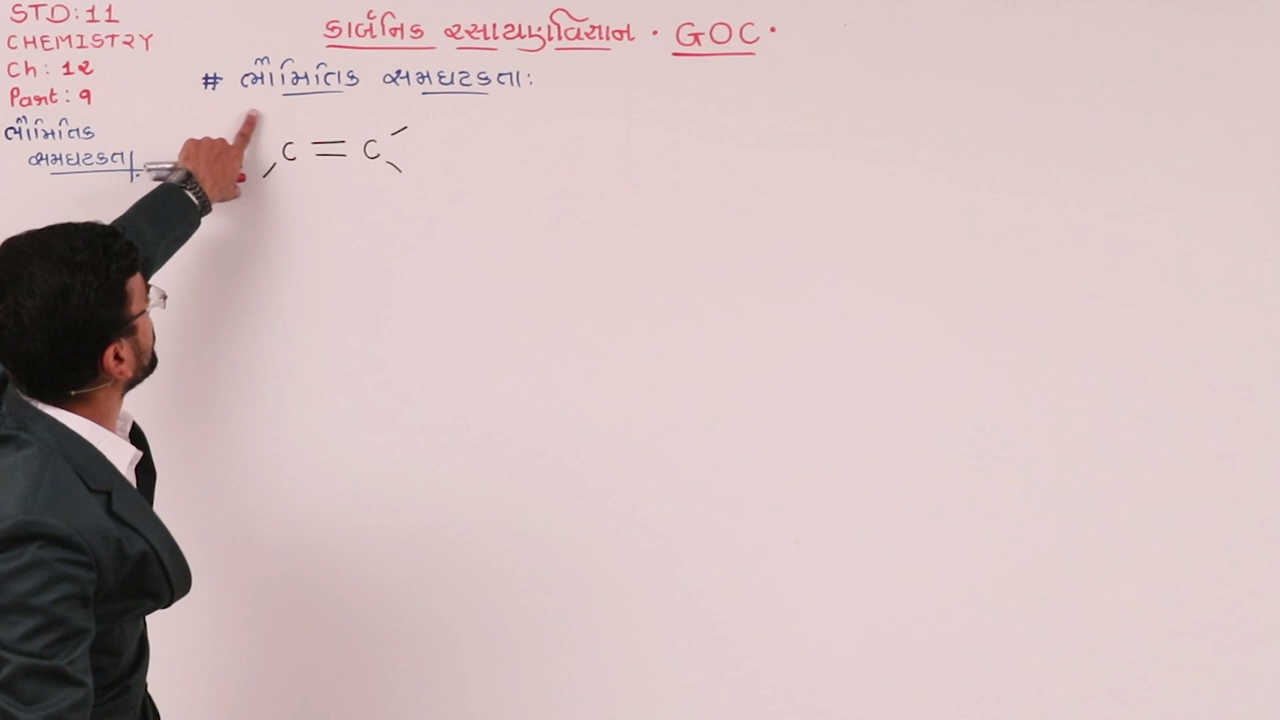 STD: 11
CHEMISTRY
Ch: 12
Part: 9
ભૌમિતિક
સમઘટકતા.
કાર્બનિક રસાયણવિજ્ઞાન. GOC.
# ભૌમિતિક સમઘટકતા:
C = C